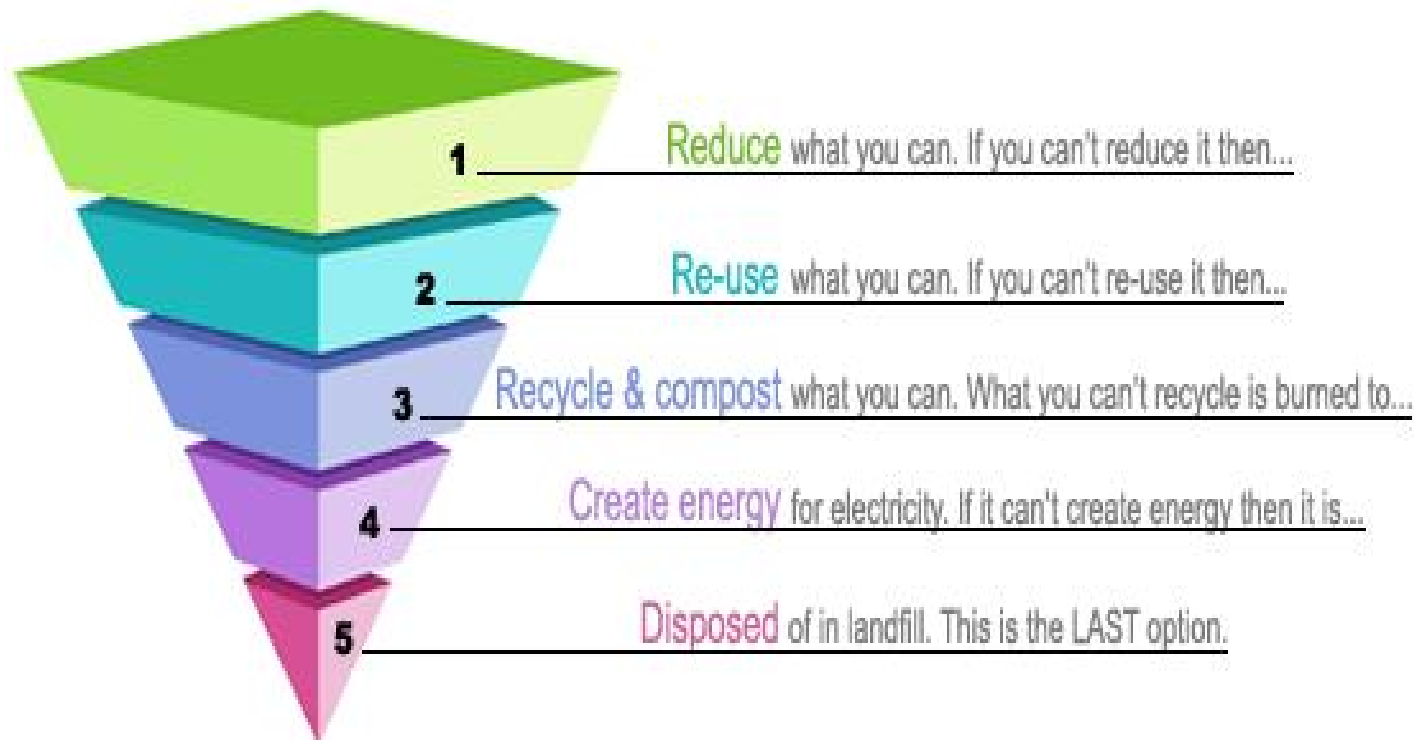 1 Reduce what you can. If you can't reduce it then...
2 Re-use what you can. If you can't re-use it then...
3 Recycle & compost what you can. What you can't recycle is burned to...
4 Create energy for electricity. If it can't create energy then it is...
5 Disposed of in landfill. This is the LAST option.